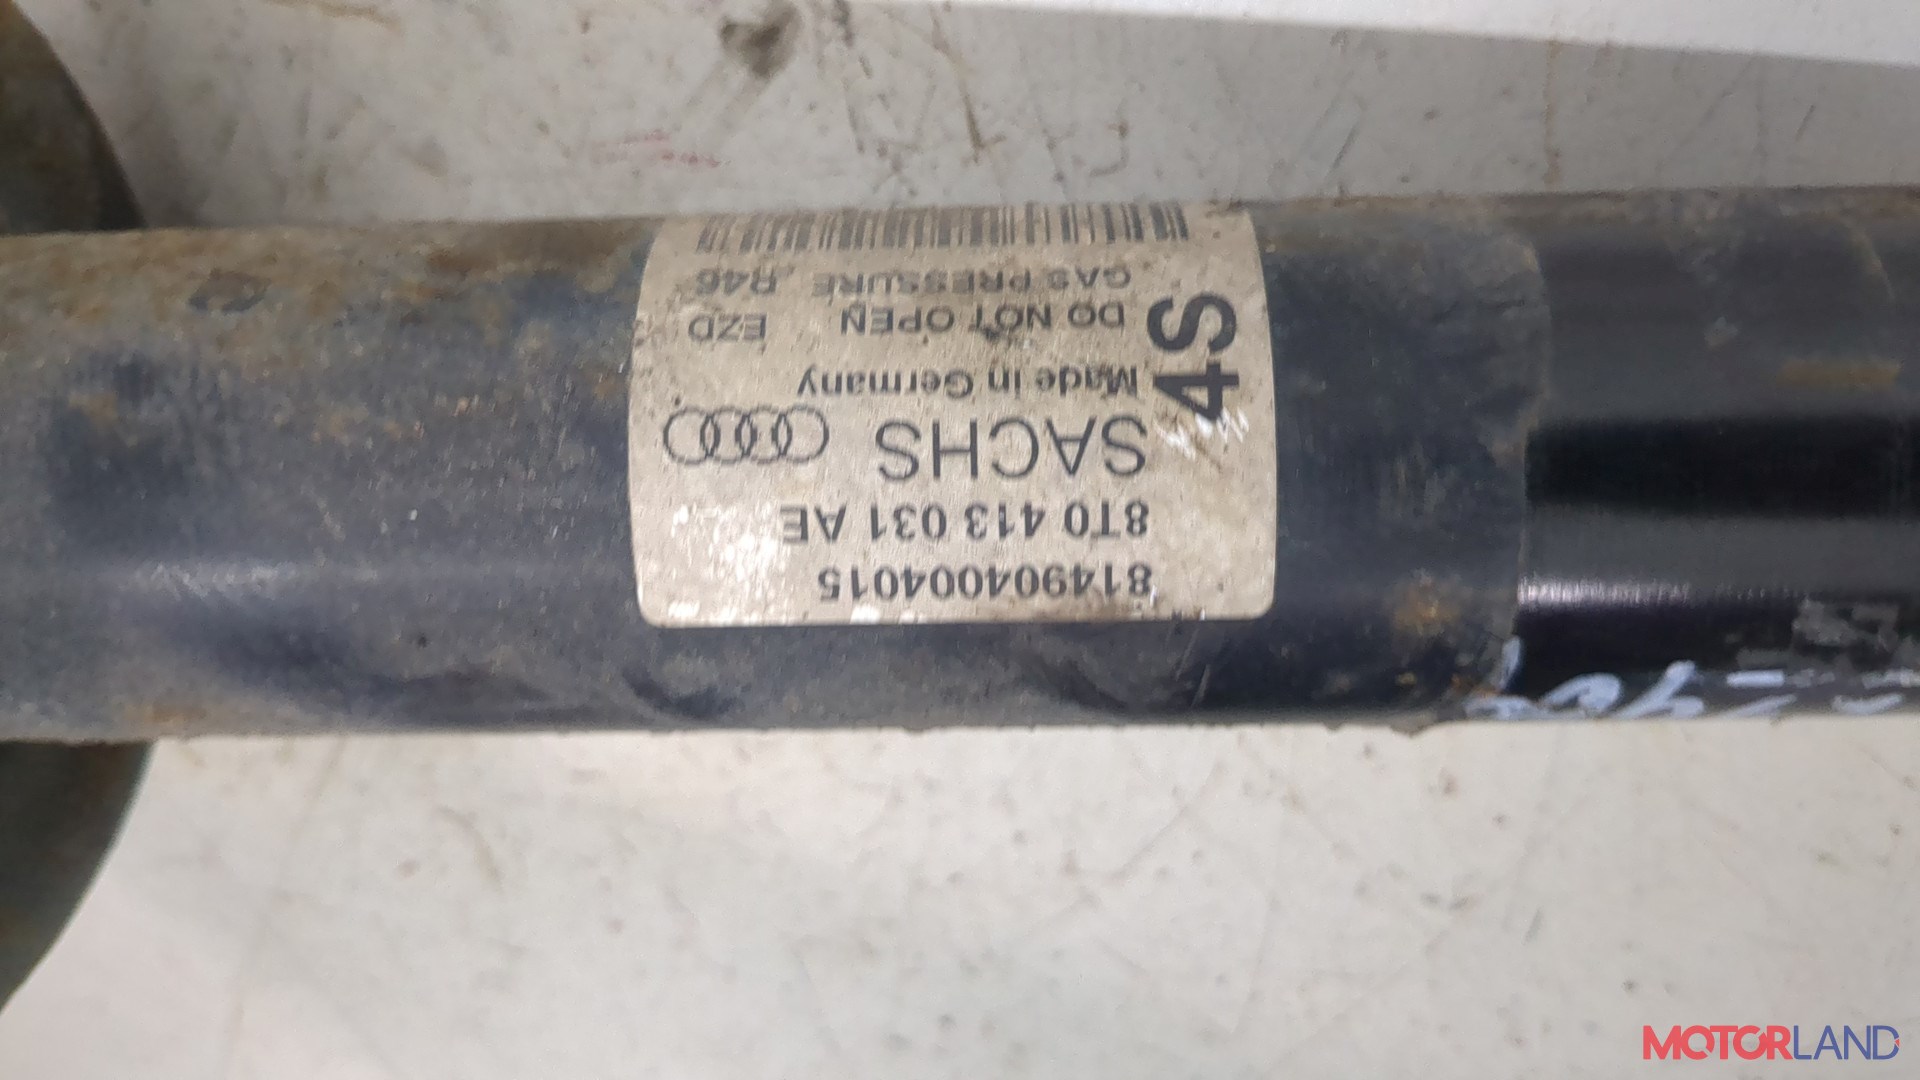 814904004015
8T0 413 031 AE
SACHS
Made in Germany
DO NOT OPEN EZD
GAS PRESSURE R46
4S
MOTORLAND